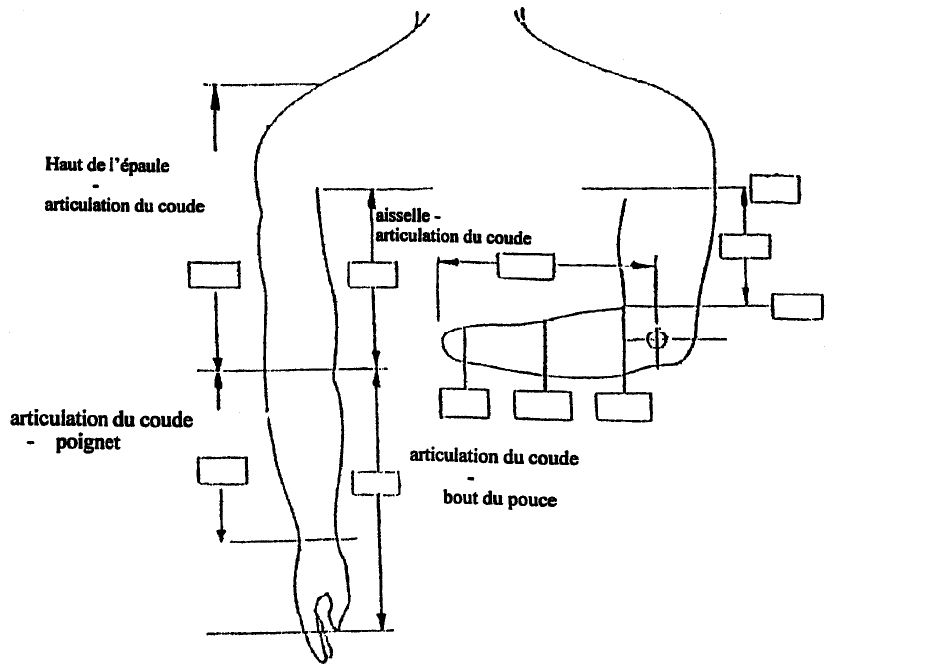 Haut de l'épaule
-
articulation du coude
aisselle -
articulation du coude
articulation du coude
- poignet
articulation du coude
-
bout du pouce